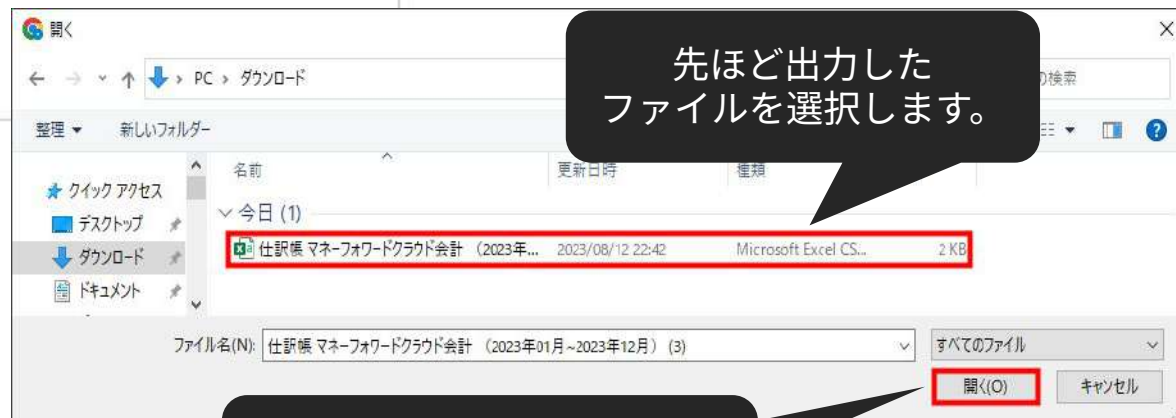 開く
先ほど出力した
ファイルを選択します。
PC › ダウンロード
の検索
整理 新しいフォルダー
名前 更新日時 種類
クイック アクセス
今日 (1)
デスクトップ
仕訳帳 マネーフォワードクラウド会計 (2023年... 2023/08/12 22:42 Microsoft Excel CS... 2 KB
ダウンロード
ドキュメント
ファイル名(N): 仕訳帳 マネーフォワードクラウド会計 (2023年01月~2023年12月) (3) すべてのファイル
開く(O) キャンセル